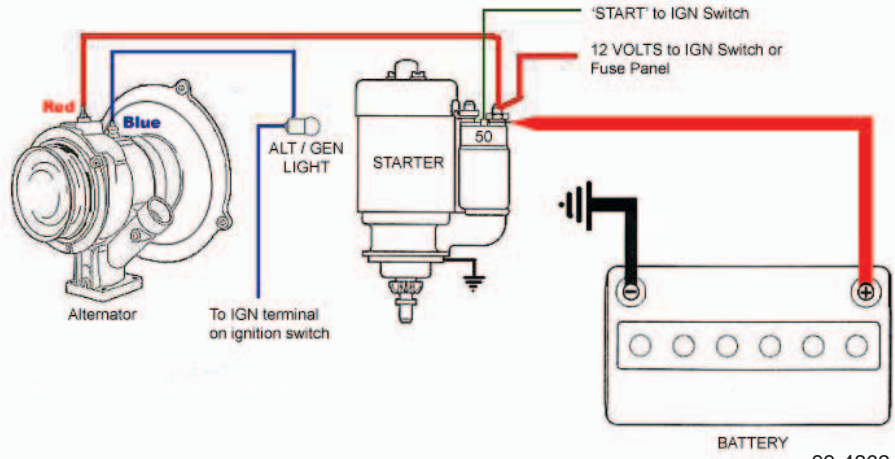 'START' to IGN Switch
12 VOLTS to IGN Switch or
Fuse Panel
Red
Blue
ALT / GEN
LIGHT
STARTER
50
Alternator
To IGN terminal
on ignition switch
BATTERY